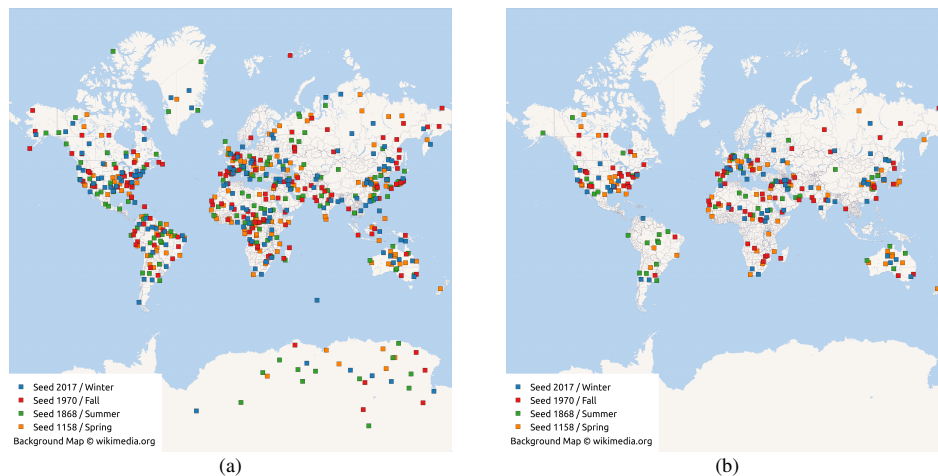 Seed 2017 / Winter
Seed 1970 / Fall
Seed 1868 / Summer
Seed 1158 / Spring
Background Map © wikimedia.org
(a)
Seed 2017 / Winter
Seed 1970 / Fall
Seed 1868 / Summer
Seed 1158 / Spring
Background Map © wikimedia.org
(b)